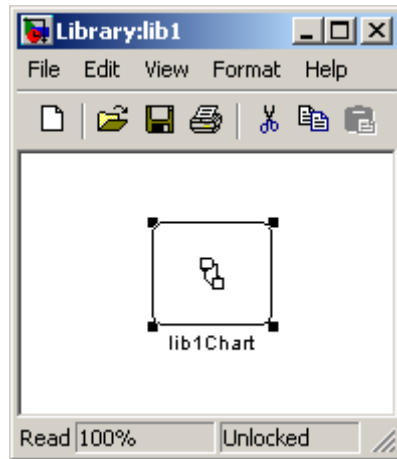 Library:lib1
File Edit View Format Help
lib1Chart
Read 100% Unlocked